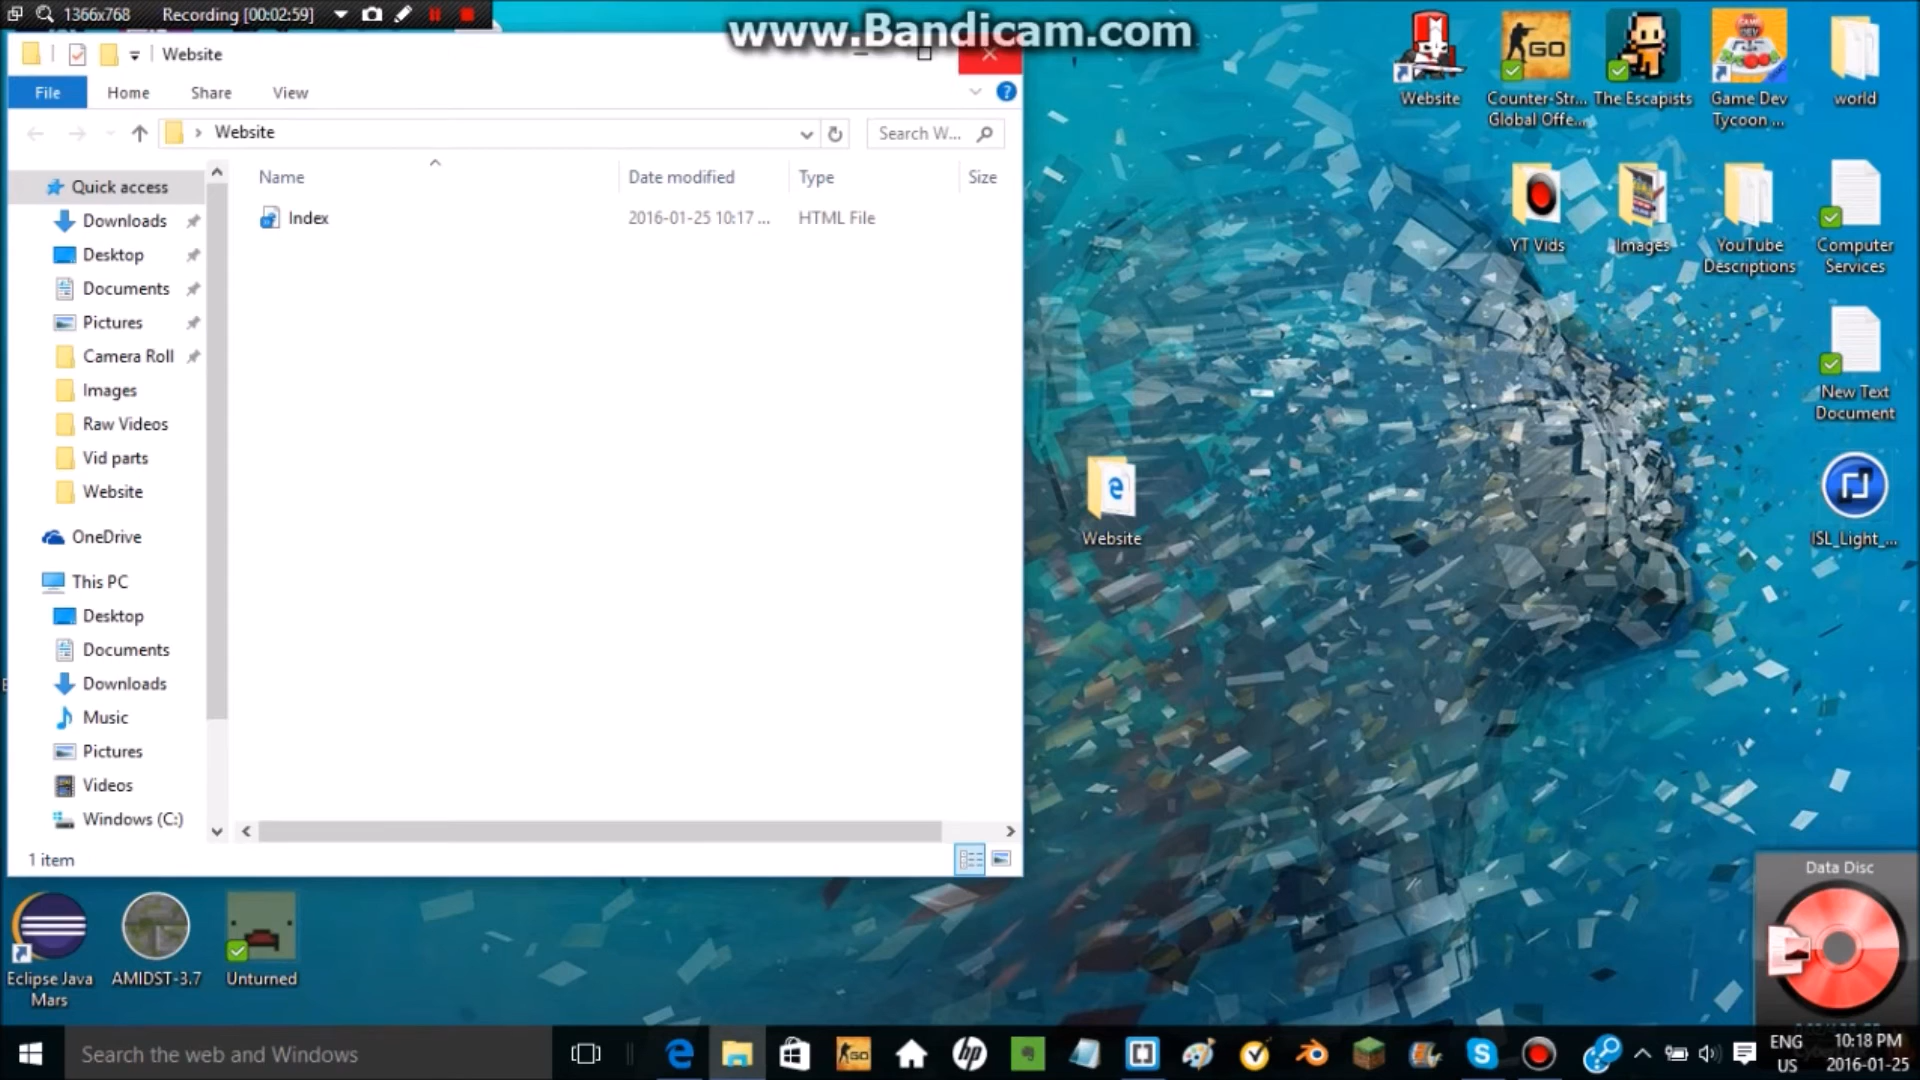 1366x768 Recording [00:02:59]
www.Bandicam.com
Website
File Home Share View
Website
Search W...
Name Date modified Type Size
Index 2016-01-25 10:17 ... HTML File
Quick access
Downloads
Desktop
Documents
Pictures
Camera Roll
Images
Raw Videos
Vid parts
Website
OneDrive
This PC
Desktop
Documents
Downloads
Music
Pictures
Videos
Windows (C:)
1 item
Website
Counter-Str...
Global Offe...
The Escapists
Game Dev
Tycoon ...
world
YT Vids
Images
YouTube
Descriptions
Computer
Services
New Text
Document
Website
ISL_Light_...
Data Disc
Eclipse Java
Mars
AMIDST-3.7
Unturned
Search the web and Windows
GO
hp
ENG
US
10:18 PM
2016-01-25